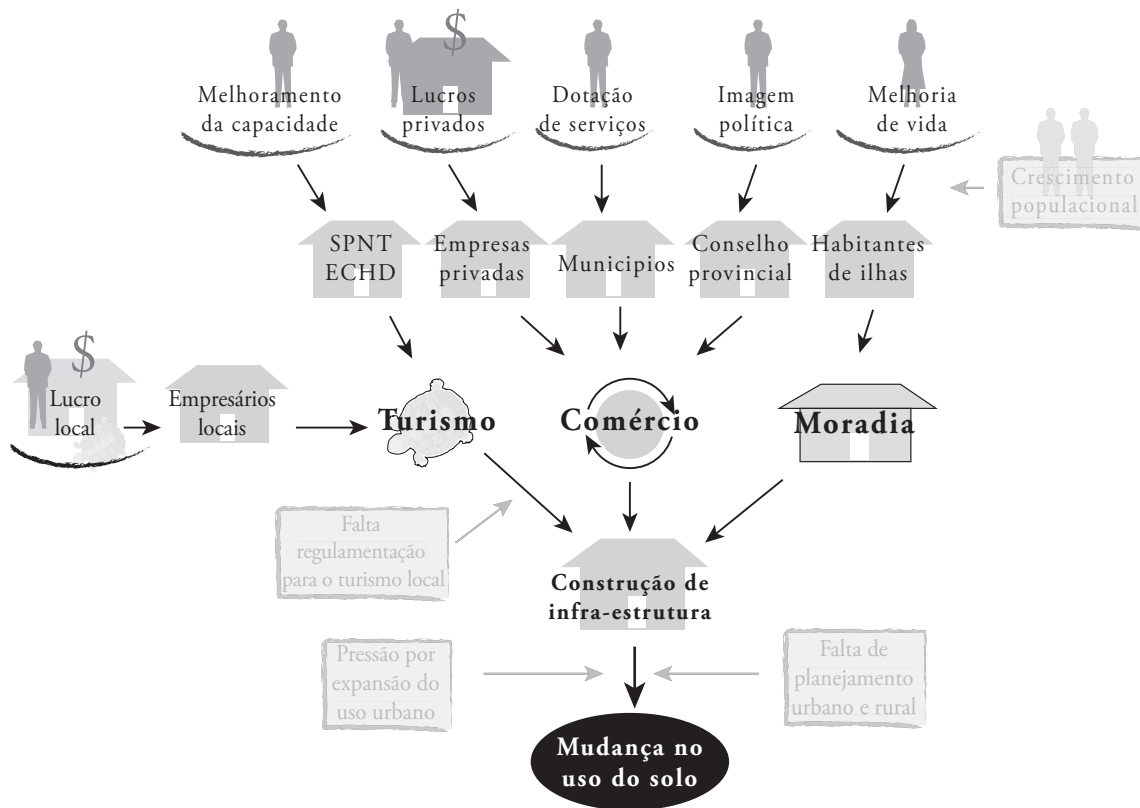 $
Melhoramento
da capacidade
Lucros
privados
Dotação
de serviços
Imagem
política
Melhoria
de vida
Crescimento
populacional
SPNT
ECHD
Empresas
privadas
Municipios
Conselho
provincial
Habitantes
de ilhas
$
Lucro
local
Empresários
locais
Turismo
Comércio
Moradia
Falta
regulamentação
para o turismo local
Construção de
infra-estrutura
Pressão por
expansão do
uso urbano
Falta de
planejamento
urbano e rural
Mudança no
uso do solo